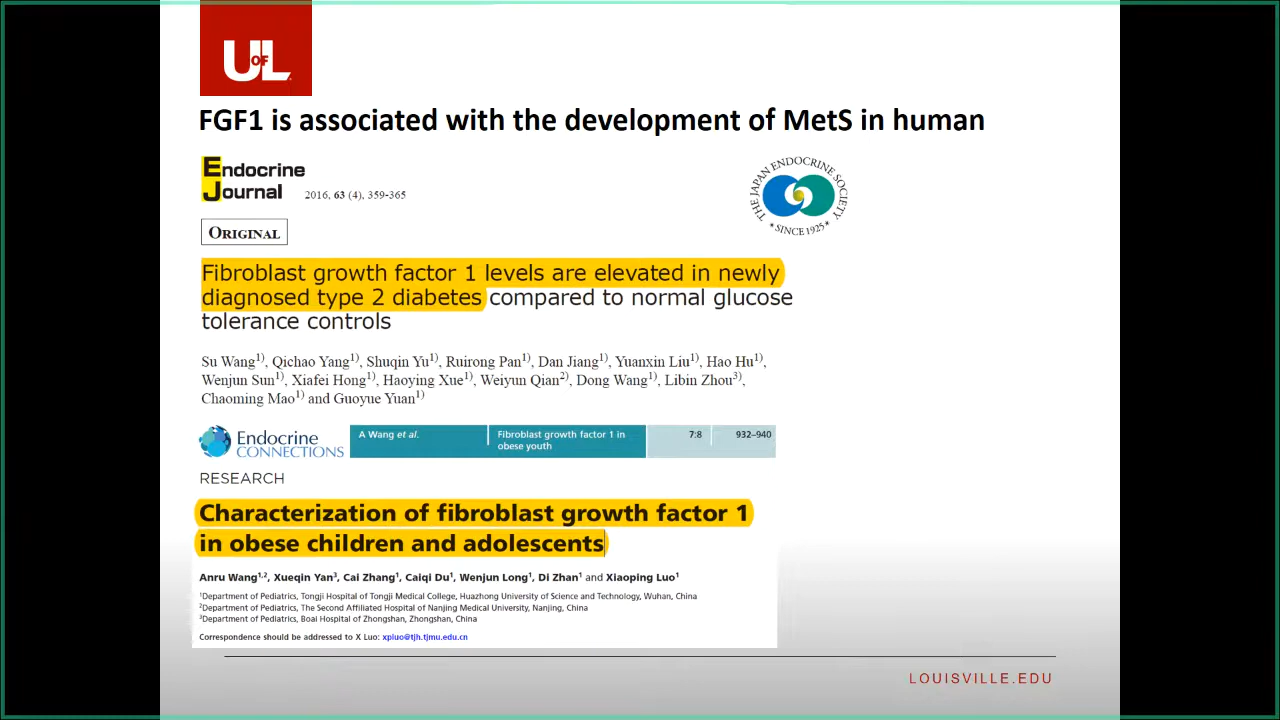 U OF L
FGF1 is associated with the development of MetS in human
Endocrine
Journal 2016, 63 (4), 359-365
THE JAPAN ENDOCRINE SOCIETY
* SINCE 1925 *
ORIGINAL
Fibroblast growth factor 1 levels are elevated in newly
diagnosed type 2 diabetes compared to normal glucose
tolerance controls
Su Wang1), Qichao Yang1), Shuqin Yu1), Ruirong Pan1), Dan Jiang1), Yuanxin Liu1), Hao Hu1),
Wenjun Sun1), Xiafei Hong1), Haoying Xue1), Weiyun Qian2), Dong Wang1), Libin Zhou3),
Chaoming Mao1) and Guoyue Yuan1)
Endocrine
CONNECTIONS
A Wang et al.
Fibroblast growth factor 1 in
obese youth
7:8
932–940
RESEARCH
Characterization of fibroblast growth factor 1
in obese children and adolescents
Anru Wang1,2, Xueqin Yan3, Cai Zhang1, Caiqi Du1, Wenjun Long1, Di Zhan1 and Xiaoping Luo1
1Department of Pediatrics, Tongji Hospital of Tongji Medical College, Huazhong University of Science and Technology, Wuhan, China
2Department of Pediatrics, The Second Affiliated Hospital of Nanjing Medical University, Nanjing, China
3Department of Pediatrics, Boai Hospital of Zhongshan, Zhongshan, China
Correspondence should be addressed to X Luo: xpluo@tjh.tjmu.edu.cn
LOUISVILLE.EDU